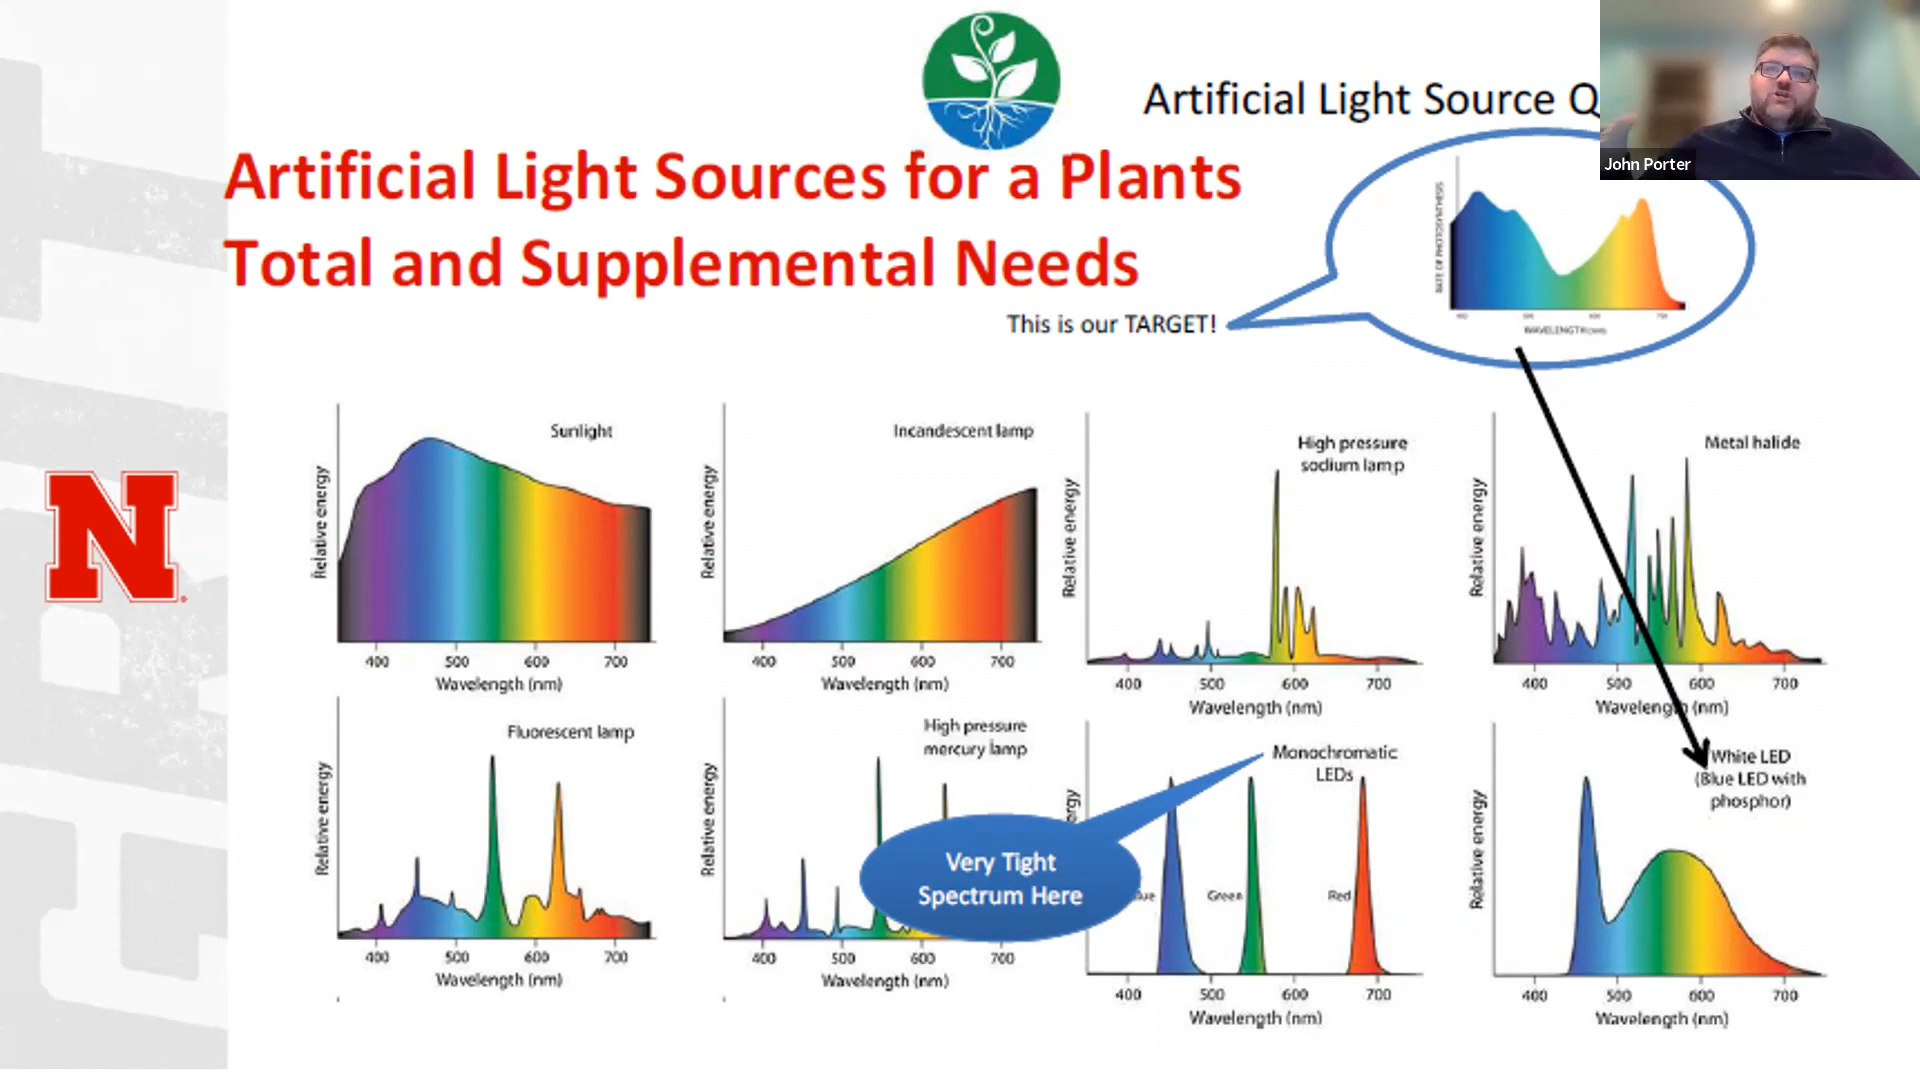 Artificial Light Source Q
John Porter
Artificial Light Sources for a Plants
Total and Supplemental Needs
This is our TARGET!
RATE OF PHOTOSYNTHESIS
400 500 600 700
WAVELENGTH (nm)
Sunlight
Relative energy
400 500 600 700
Wavelength (nm)
Incandescent lamp
Relative energy
400 500 600 700
Wavelength (nm)
High pressure
sodium lamp
Relative energy
400 500 600 700
Wavelength (nm)
Metal halide
Relative energy
400 500 600 700
Wavelength (nm)
N
Fluorescent lamp
Relative energy
400 500 600 700
Wavelength (nm)
High pressure
mercury lamp
Relative energy
400 500 700
Wavelength (nm)
Very Tight
Spectrum Here
Monochromatic
LEDs
Green
Red
400 500 600 700
Wavelength (nm)
White LED
(Blue LED with
phosphor)
Relative energy
400 500 600 700
Wavelength (nm)